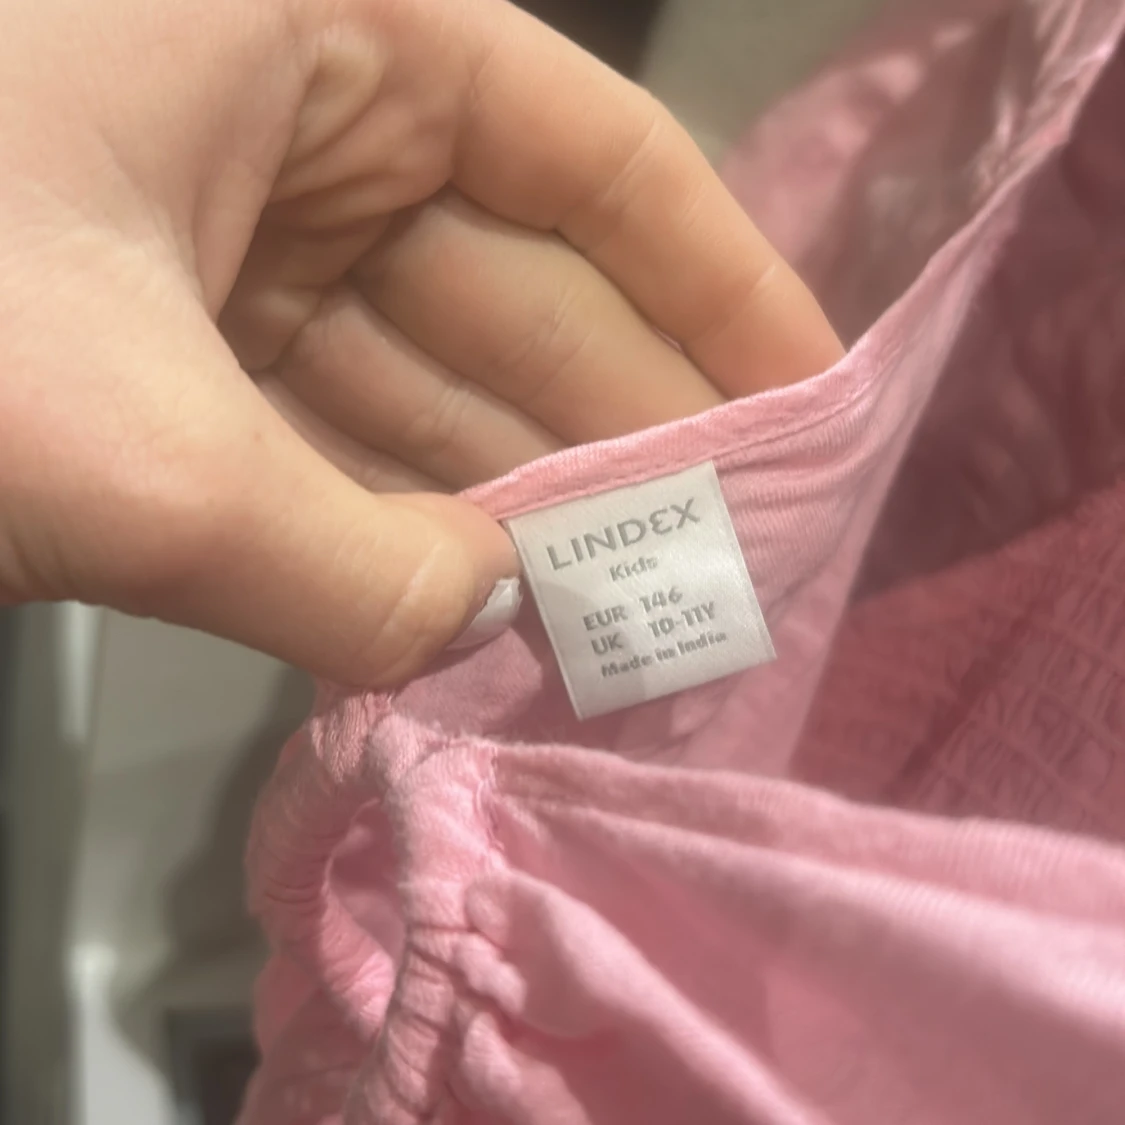 LINDEX
Kids
EUR 146
UK 10-11Y
Made in India